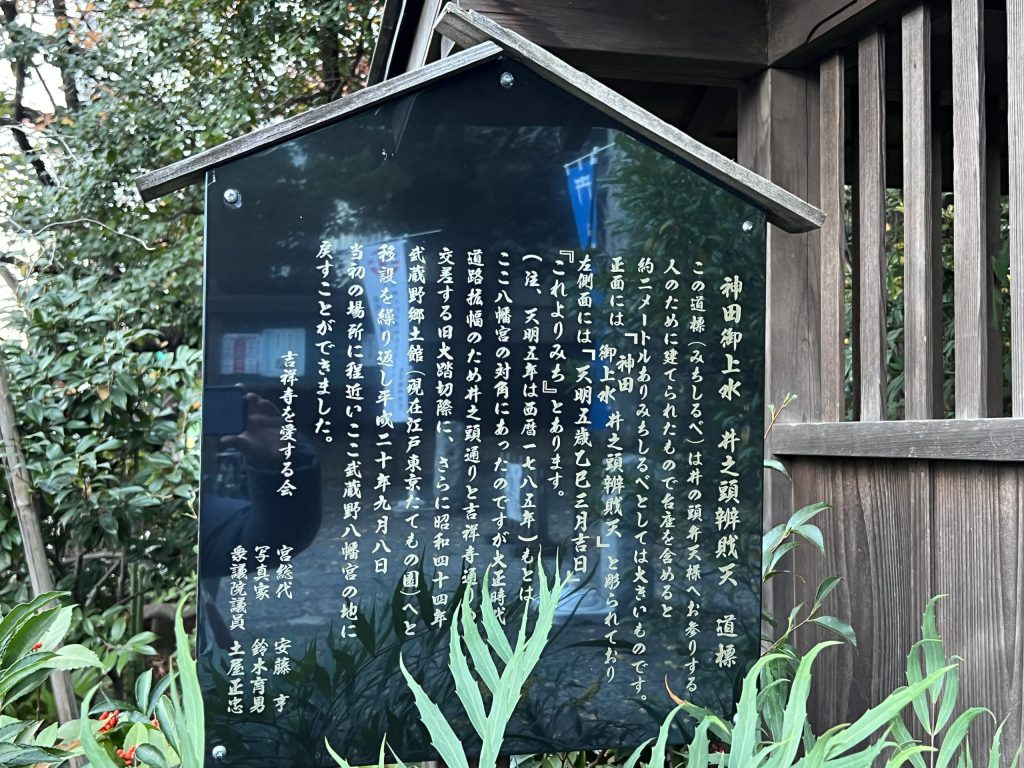 神田御上水　井之頭辨戝天　道標
この道標（みちしるべ）は井の頭弁天様へお参りする
人のために建てられたもので台座を含めると
約二メートルありみちしるべとしては大きいものです。
正面には「神田御上水　井之頭辨戝天」と彫られており
左側面には「天明五歳乙巳三月吉日」
『これよりみち』とあります。
（注、天明五年は西暦一七八五年）もとは
ここ八幡宮の対角にあったのですが大正時代
道路拡幅のため井之頭通りと吉祥寺通り
交差する旧大踏切際に、さらに昭和四十四年
武蔵野郷土館（現在江戸東京たてもの園）へと
移設を繰り返し平成二十年九月八日
当初の場所に程近いここ武蔵野八幡宮の地に
戻すことができました。
吉祥寺を愛する会
宮総代　安藤　亨
写真家　鈴木育男
衆議院議員　土屋正忠